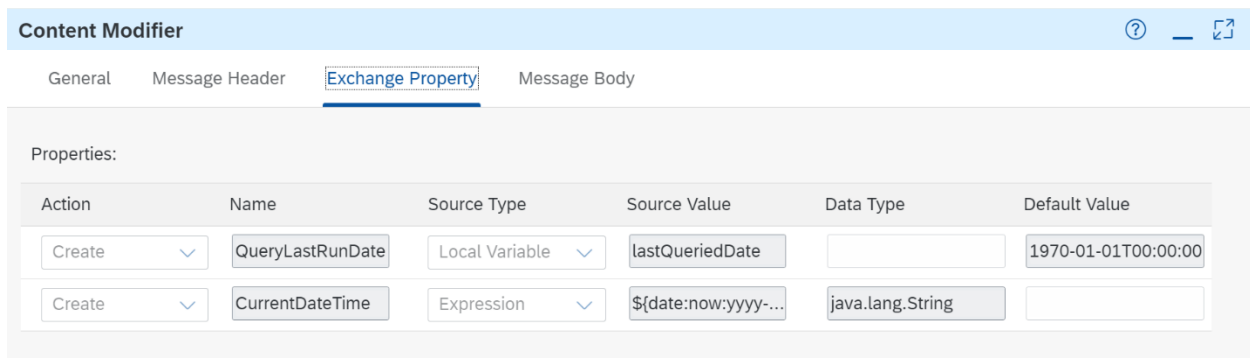 Content Modifier
General Message Header Exchange Property Message Body
Properties:
Action Name Source Type Source Value Data Type Default Value
Create QueryLastRunDate Local Variable lastQueriedDate 1970-01-01T00:00:00
Create CurrentDateTime Expression ${date:now:yyyy-... java.lang.String